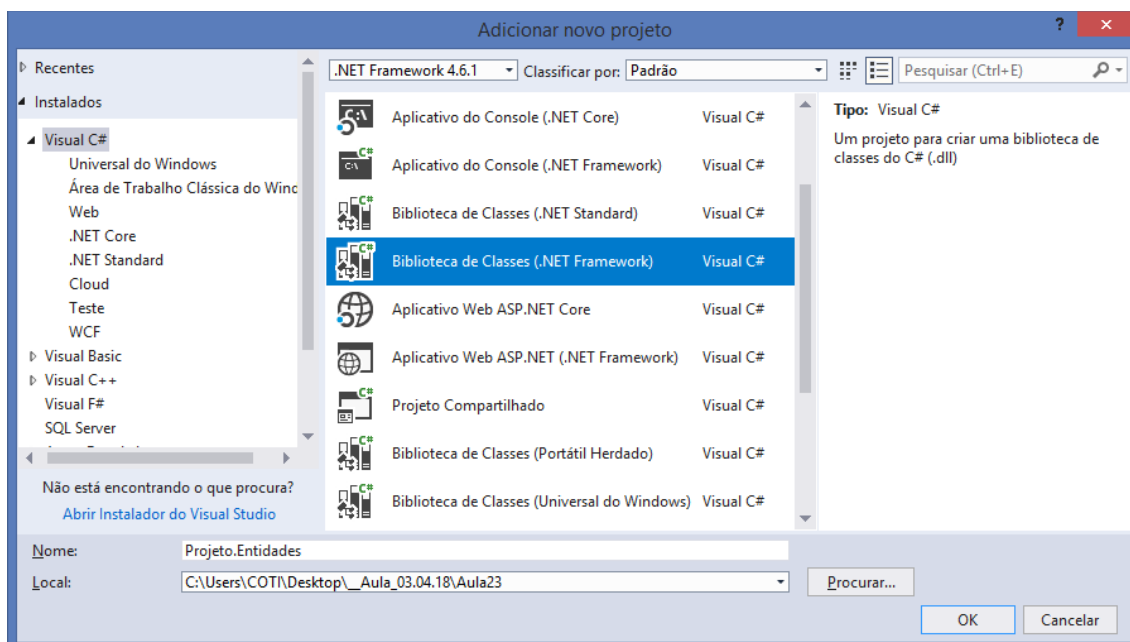 Adicionar novo projeto
?
Recentes
Instalados
Visual C#
Universal do Windows
Área de Trabalho Clássica do Wind
Web
.NET Core
.NET Standard
Cloud
Teste
WCF
Visual Basic
Visual C++
Visual F#
SQL Server
Não está encontrando o que procura?
Abrir Instalador do Visual Studio
.NET Framework 4.6.1 Classificar por: Padrão Pesquisar (Ctrl+E)
Aplicativo do Console (.NET Core) Visual C#
Aplicativo do Console (.NET Framework) Visual C#
Biblioteca de Classes (.NET Standard) Visual C#
Biblioteca de Classes (.NET Framework) Visual C#
Aplicativo Web ASP.NET Core Visual C#
Aplicativo Web ASP.NET (.NET Framework) Visual C#
Projeto Compartilhado Visual C#
Biblioteca de Classes (Portátil Herdado) Visual C#
Biblioteca de Classes (Universal do Windows) Visual C#
Tipo: Visual C#
Um projeto para criar uma biblioteca de
classes do C# (.dll)
Nome: Projeto.Entidades
Local: C:\Users\COTI\Desktop\__Aula_03.04.18\Aula23 Procurar...
OK Cancelar